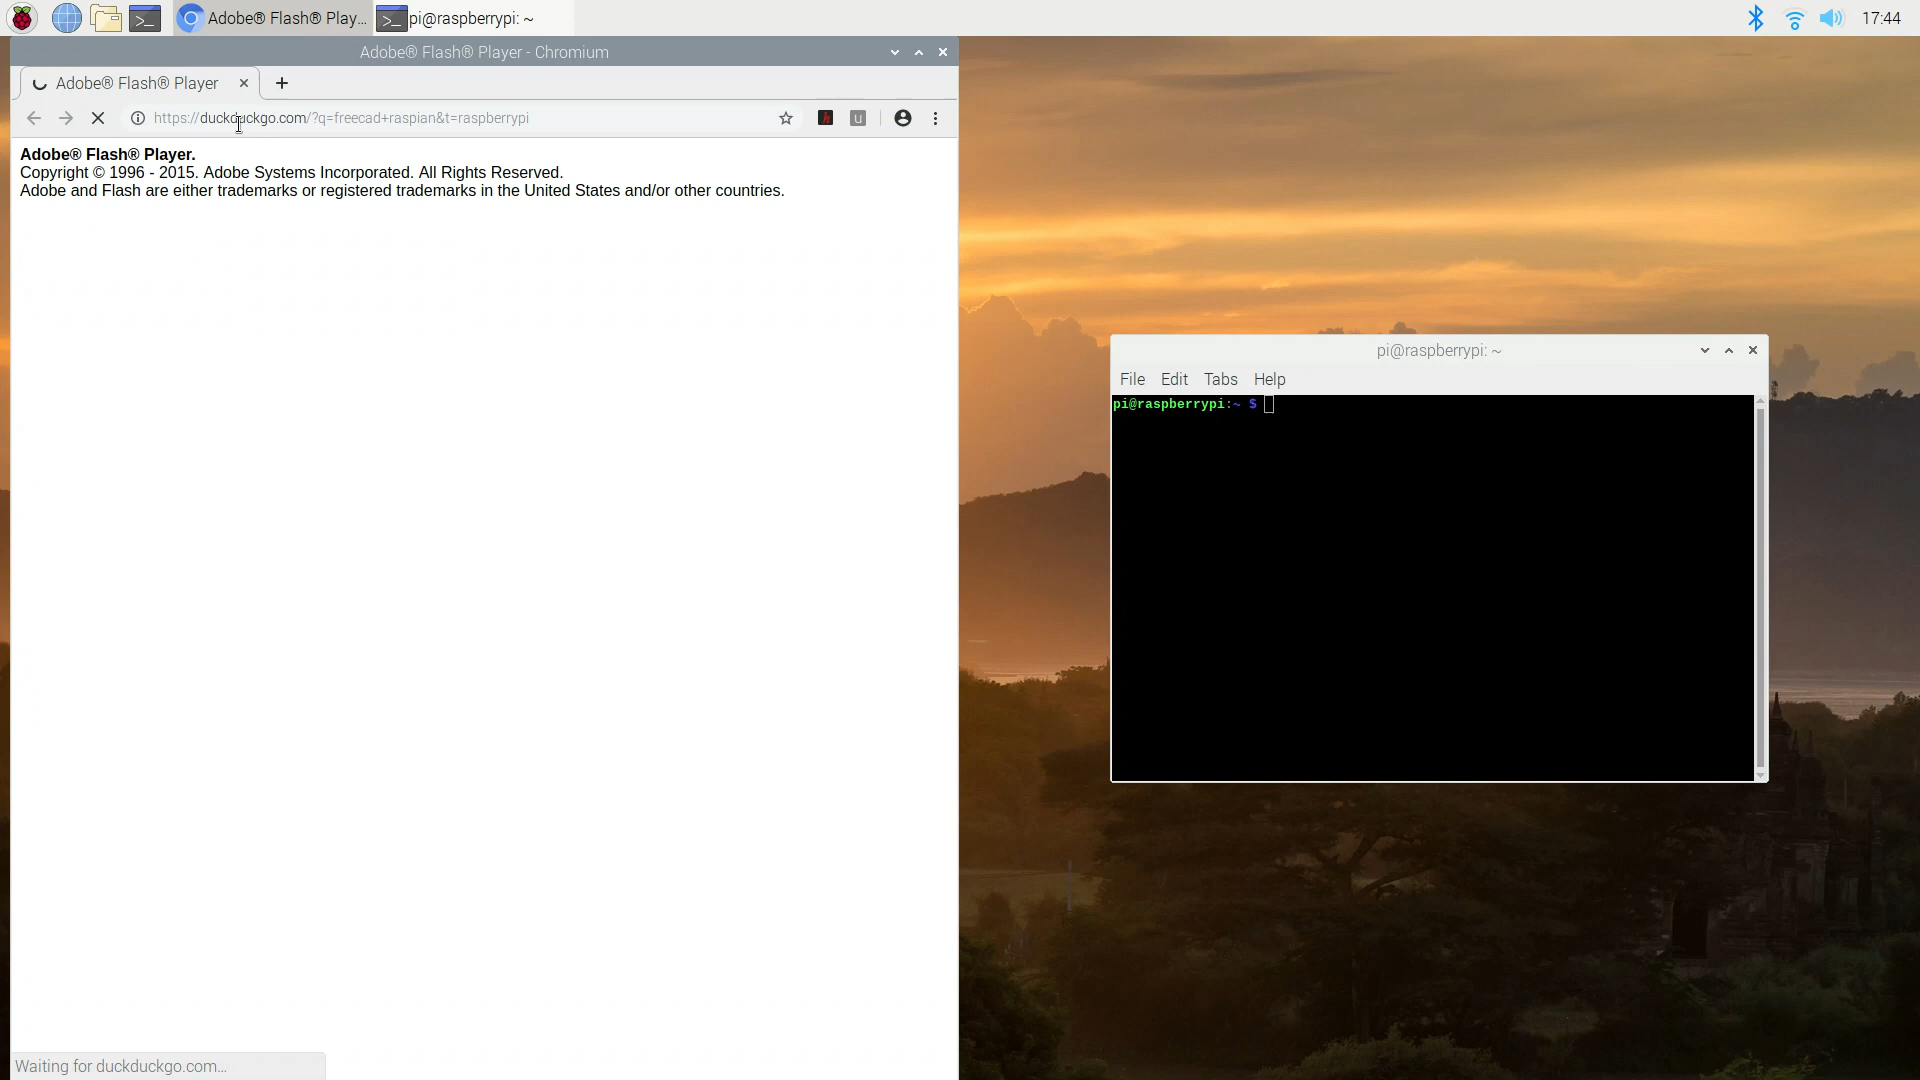 Adobe® Flash® Play...
pi@raspberrypi: ~
17:44
Adobe® Flash® Player - Chromium
Adobe® Flash® Player
https://duckduckgo.com/?q=freecad+raspian&t=raspberrypi
Adobe® Flash® Player.
Copyright © 1996 - 2015. Adobe Systems Incorporated. All Rights Reserved.
Adobe and Flash are either trademarks or registered trademarks in the United States and/or other countries.
pi@raspberrypi: ~
File Edit Tabs Help
pi@raspberrypi:~ $
Waiting for duckduckgo.com...